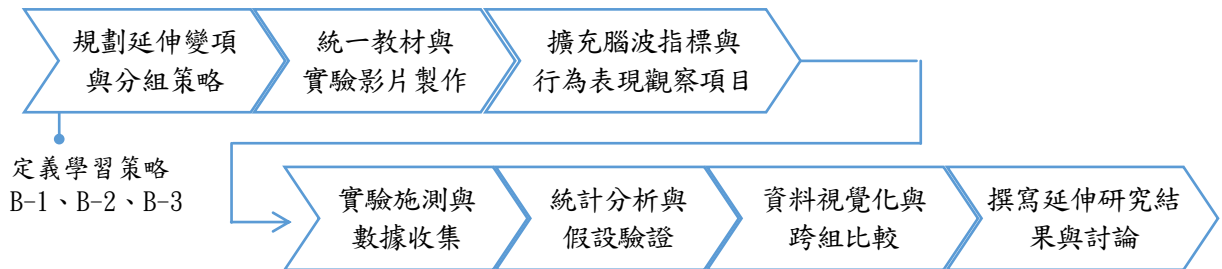 規劃延伸變項
與分組策略
統一教材與
實驗影片製作
擴充腦波指標與
行為表現觀察項目
定義學習策略
B-1、B-2、B-3
實驗施測與
數據收集
統計分析與
假設驗證
資料視覺化與
跨組比較
撰寫延伸研究結
果與討論